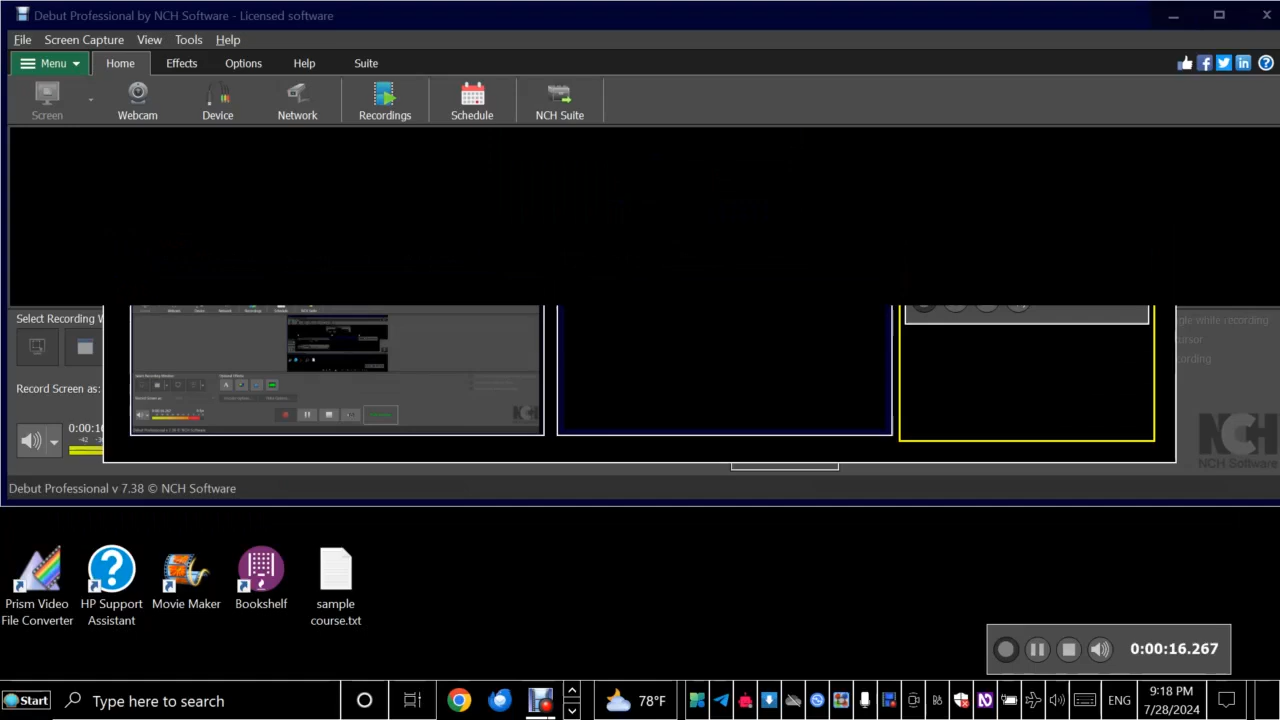 Debut Professional by NCH Software - Licensed software
File Screen Capture View Tools Help
Menu Home Effects Options Help Suite
Screen Webcam Device Network Recordings Schedule NCH Suite
Select Recording
Record Screen as:
cursor
0:00:1
-42
NCH
NCH Software
Debut Professional v 7.38 © NCH Software
Prism Video File Converter
HP Support Assistant
Movie Maker
Bookshelf
sample course.txt
0:00:16.267
Start
Type here to search
78°F
ENG
9:18 PM
7/28/2024